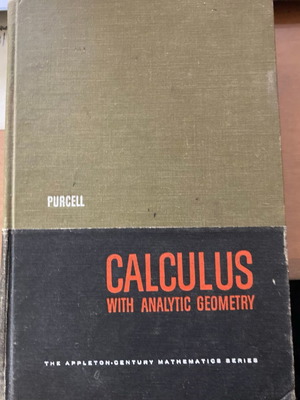 PURCELL
CALCULUS
WITH ANALYTIC GEOMETRY
THE APPLETON-CENTURY MATHEMATICS SERIES